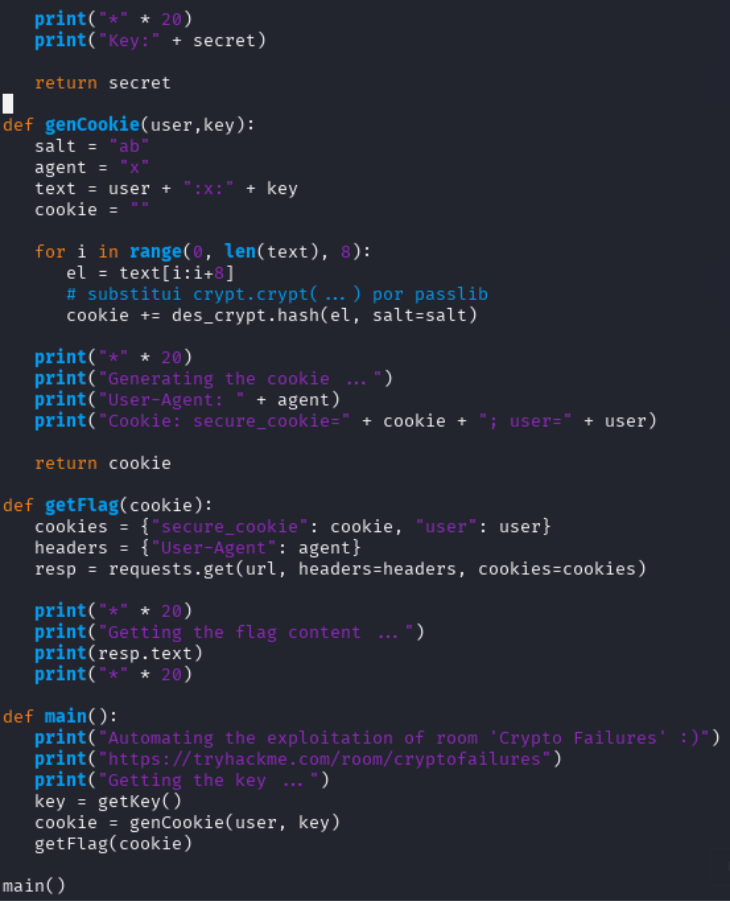 print("*" * 20)
print("Key:" + secret)
return secret
def genCookie(user,key):
salt = "ab"
agent = "x"
text = user + ":x:" + key
cookie = ""
for i in range(0, len(text), 8):
el = text[i:i+8]
# substitui crypt.crypt( ... ) por passlib
cookie += des_crypt.hash(el, salt=salt)
print("*" * 20)
print("Generating the cookie ... ")
print("User-Agent: " + agent)
print("Cookie: secure_cookie=" + cookie + "; user=" + user)
return cookie
def getFlag(cookie):
cookies = {"secure_cookie": cookie, "user": user}
headers = {"User-Agent": agent}
resp = requests.get(url, headers=headers, cookies=cookies)
print("*" * 20)
print("Getting the flag content ... ")
print(resp.text)
print("*" * 20)
def main():
print("Automating the exploitation of room 'Crypto Failures' :)")
print("https://tryhackme.com/room/cryptofailures")
print("Getting the key ... ")
key = getKey()
cookie = genCookie(user, key)
getFlag(cookie)
main()